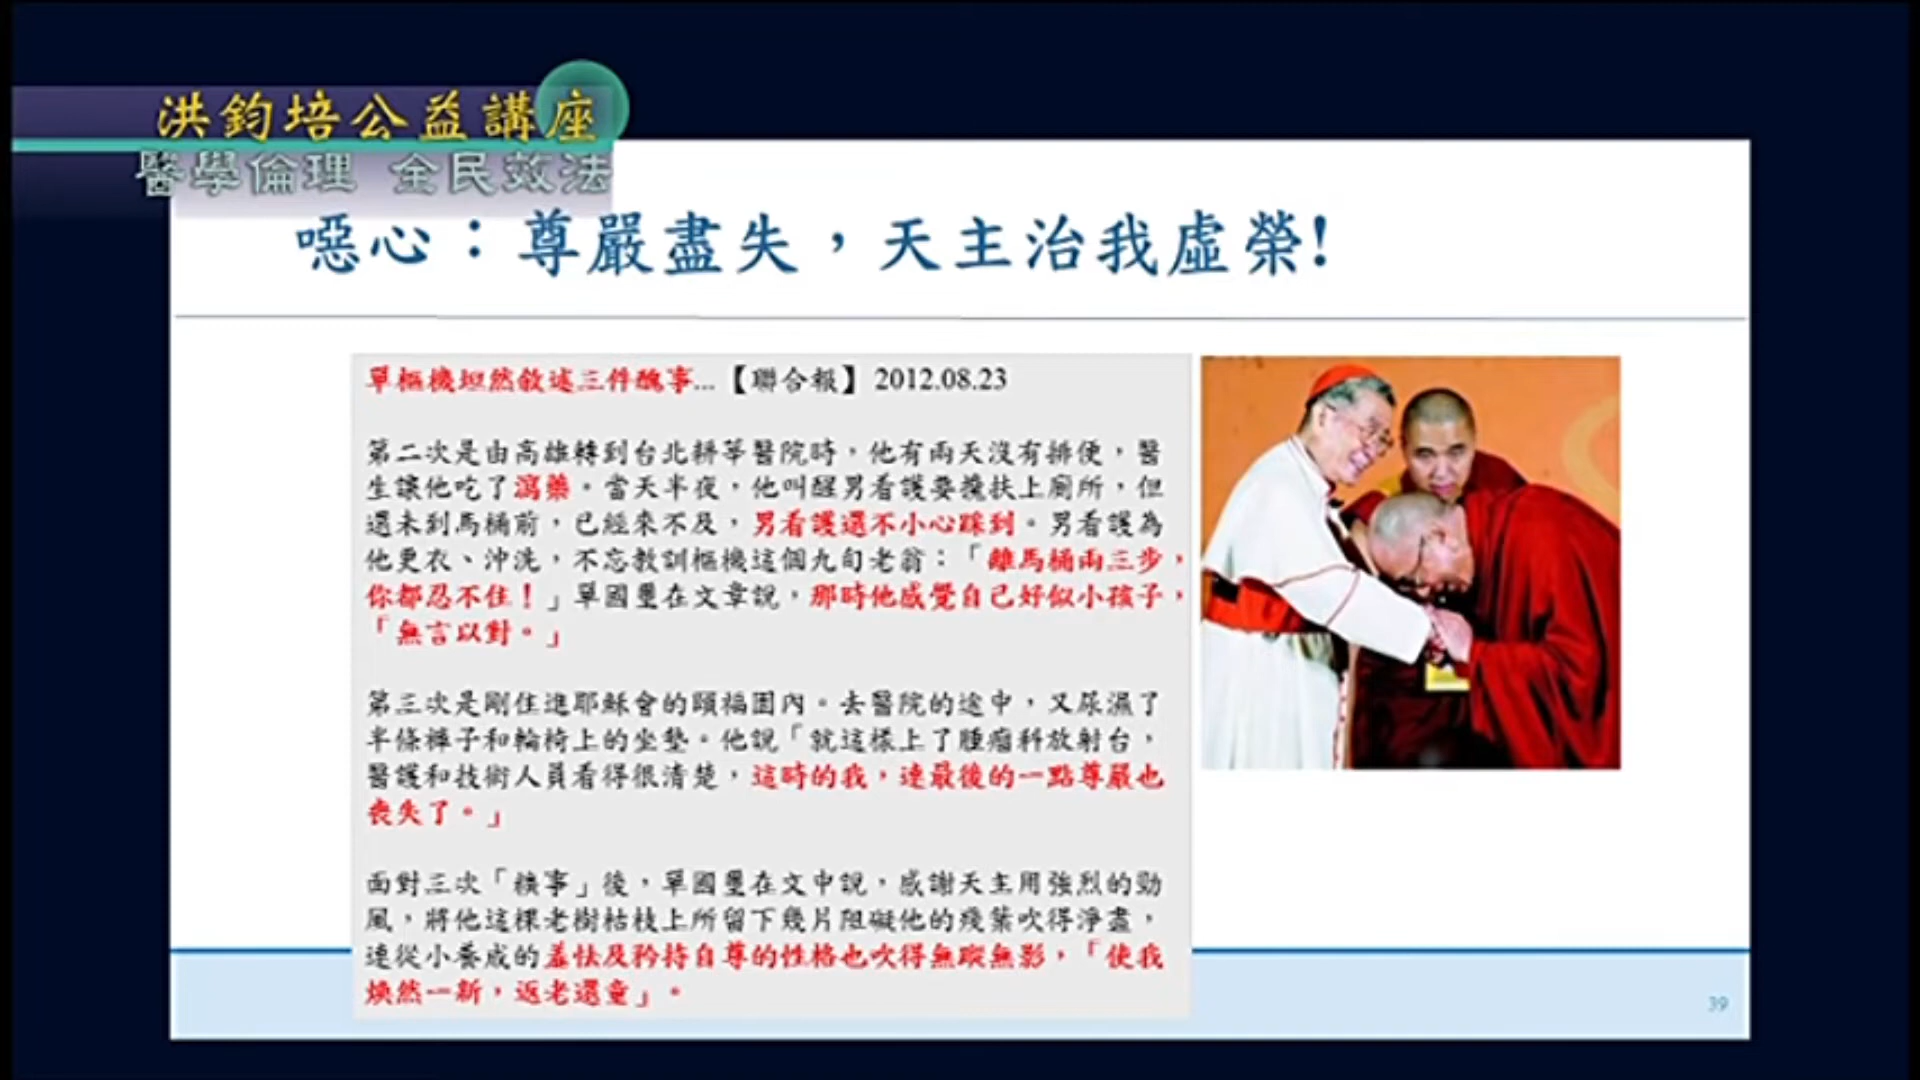 洪鈞培公益講座
醫學倫理 全民效法
噁心：尊嚴盡失，天主治我虛榮!
單樞機坦然敘述三件醜事...【聯合報】2012.08.23
第二次是由高雄轉到台北耕莘醫院時，他有兩天沒有排便，醫
生讓他吃了瀉藥。當天半夜，他叫醒男看護要攙扶上廁所，但
還未到馬桶前，已經來不及，男看護還不小心踩到。男看護為
他更衣、沖洗，不忘教訓樞機這個九旬老翁：「離馬桶兩三步，
你都忍不住！」單國璽在文章說，那時他感覺自己好似小孩子，
「無言以對。」
第三次是剛住進耶穌會的頤福園內。去醫院的途中，又尿濕了
半條褲子和輪椅上的坐墊。他說「就這樣上了腫瘤科放射台，
醫護和技術人員看得很清楚，這時的我，連最後的一點尊嚴也
喪失了。」
面對三次「糗事」後，單國璽在文中說，感謝天主用強烈的勁
風，將他這棵老樹枯枝上所留下幾片阻礙他的殘葉吹得淨盡，
連從小養成的羞怯及矜持自尊的性格也吹得無蹤無影，「使我
煥然一新，返老還童」。
39